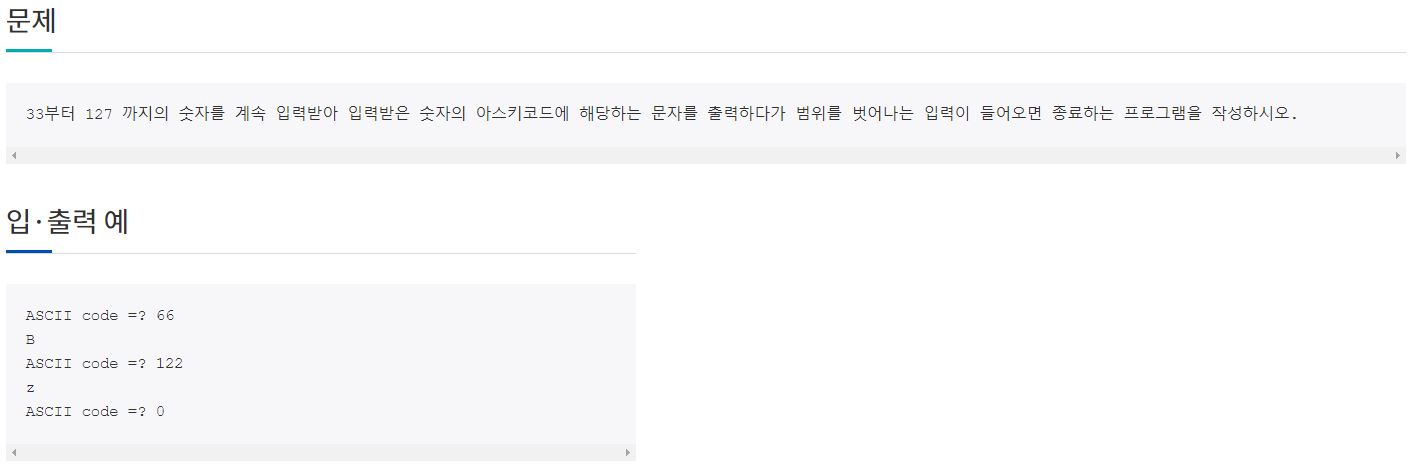 문제
33부터 127 까지의 숫자를 계속 입력받아 입력받은 숫자의 아스키코드에 해당하는 문자를 출력하다가 범위를 벗어나는 입력이 들어오면 종료하는 프로그램을 작성하시오.
입·출력 예
ASCII code =? 66
B
ASCII code =? 122
z
ASCII code =? 0